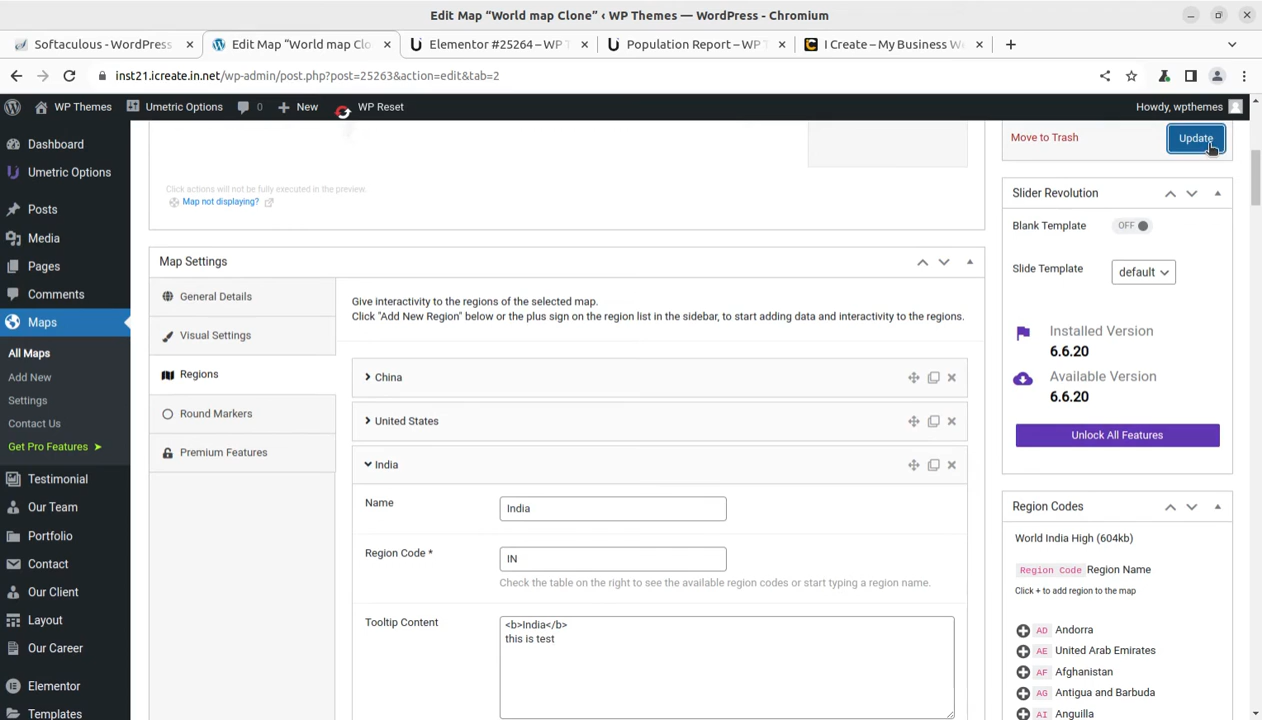 Edit Map “World map Clone” ‹ WP Themes — WordPress - Chromium
Softaculous - WordPress
Edit Map “World map Clo
Elementor #25264 – WP T
Population Report – WP T
I Create – My Business W
inst21.icreate.in.net/wp-admin/post.php?post=25263&action=edit&tab=2
WP Themes
Umetric Options
0
New
WP Reset
Howdy, wpthemes
Dashboard
Umetric Options
Posts
Media
Pages
Comments
Maps
All Maps
Add New
Settings
Contact Us
Get Pro Features ➤
Testimonial
Our Team
Portfolio
Contact
Our Client
Layout
Our Career
Elementor
Templates
Click actions will not be fully executed in the preview.
Map not displaying?
Map Settings
General Details
Visual Settings
Regions
Round Markers
Premium Features
Give interactivity to the regions of the selected map.
Click "Add New Region" below or the plus sign on the region list in the sidebar, to start adding data and interactivity to the regions.
China
United States
India
Name
India
Region Code *
IN
Check the table on the right to see the available region codes or start typing a region name.
Tooltip Content
<b>India</b>
this is test
Move to Trash
Update
Slider Revolution
Blank Template
OFF
Slide Template
default
Installed Version
6.6.20
Available Version
6.6.20
Unlock All Features
Region Codes
World India High (604kb)
Region Code Region Name
Click + to add region to the map
AD Andorra
AE United Arab Emirates
AF Afghanistan
AG Antigua and Barbuda
AI Anguilla